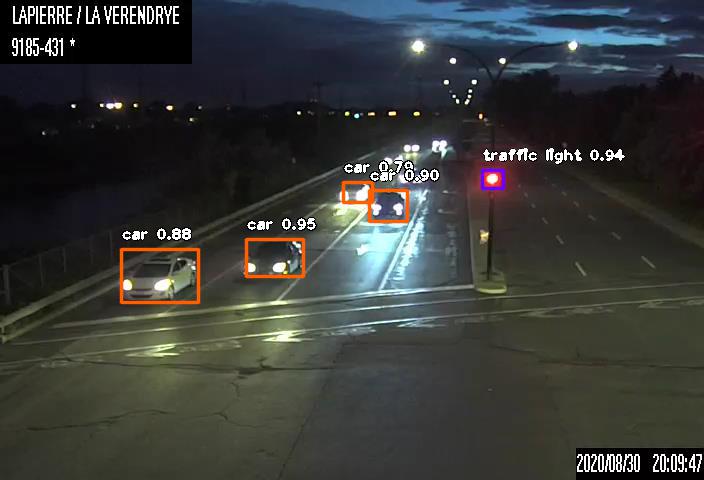 LAPIERRE / LA VERENDRYE
9185-431 *
traffic light 0.94
car 0.79
car 0.90
car 0.95
car 0.88
2020/08/30 20:09:47